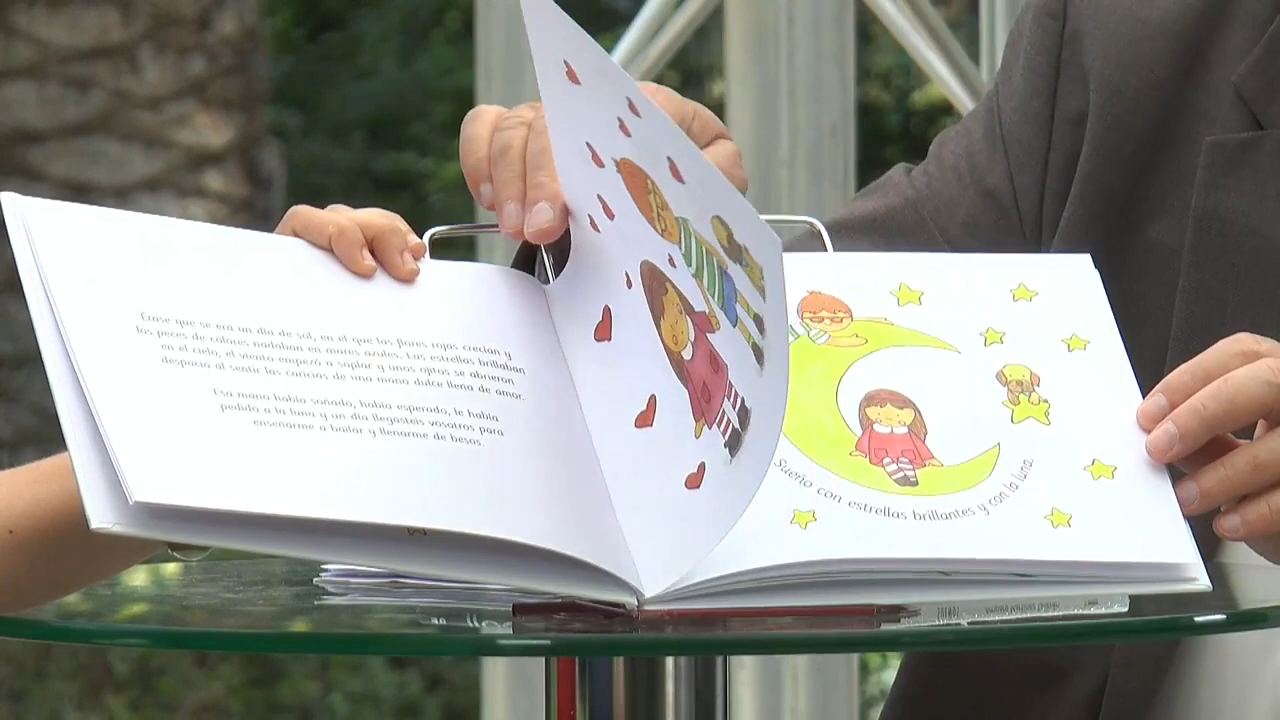 Érase que se era un día de sol, en el que las flores rojas crecían y
los peces de colores nadaban en mares azules. Las estrellas brillaban
en el cielo, el viento empezó a soplar y unos ojitos se abrieron
despacio al sentir las caricias de una mano dulce llena de amor.
Esa mano había soñado, había esperado, le había
pedido a la luna y un día llegasteis vosotros para
enseñarme a bailar y llenarme de besos.
Sueño con estrellas brillantes y con la luna